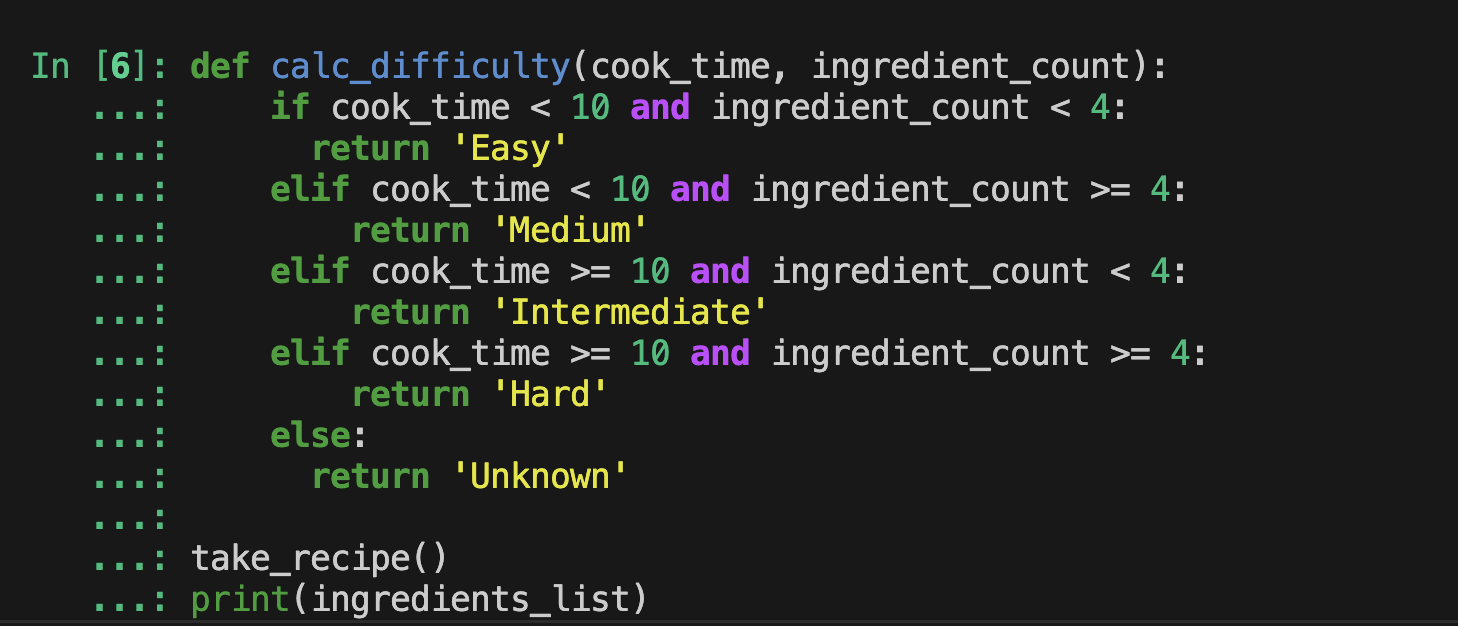 In [6]: def calc_difficulty(cook_time, ingredient_count):
   ...:     if cook_time < 10 and ingredient_count < 4:
   ...:       return 'Easy'
   ...:     elif cook_time < 10 and ingredient_count >= 4:
   ...:         return 'Medium'
   ...:     elif cook_time >= 10 and ingredient_count < 4:
   ...:         return 'Intermediate'
   ...:     elif cook_time >= 10 and ingredient_count >= 4:
   ...:         return 'Hard'
   ...:     else:
   ...:       return 'Unknown'
   ...:
   ...: take_recipe()
   ...: print(ingredients_list)